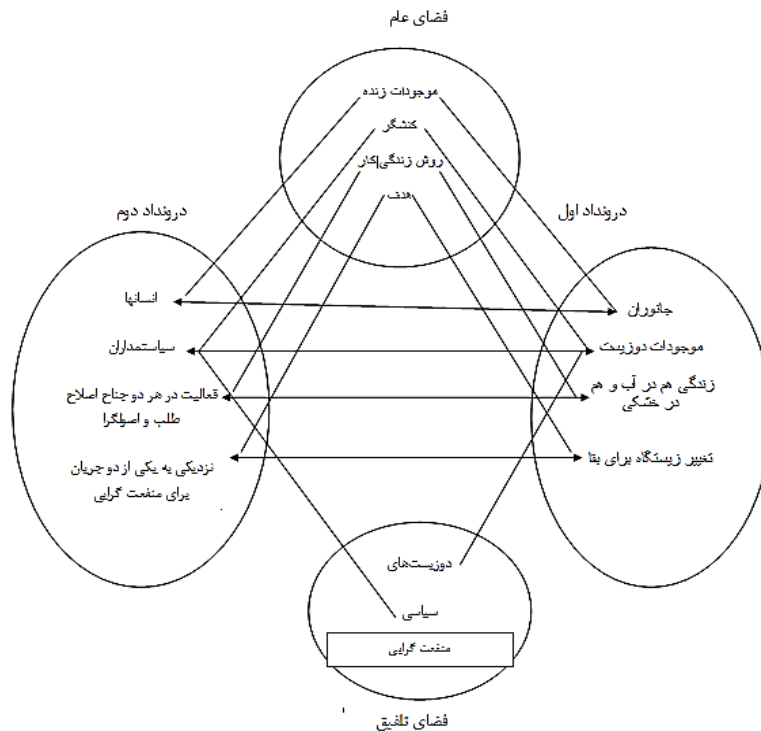 فضای عام
موجودات زنده
کنشگر
روش زندگی|کار
هدف
درونداد دوم
درونداد اول
انسانها
جانوران
سیاستمداران
موجودات دوزیست
فعالیت در هر دو جناح اصلاح
طلب و اصولگرا
زندگی هم در آب و هم
در خشکی
نزدیکی به یکی از دو جریان
برای منفعت گرایی
تغییر زیستگاه برای بقا
دوزیست‌های
سیاسی
منفعت گرایی
فضای تلفیق